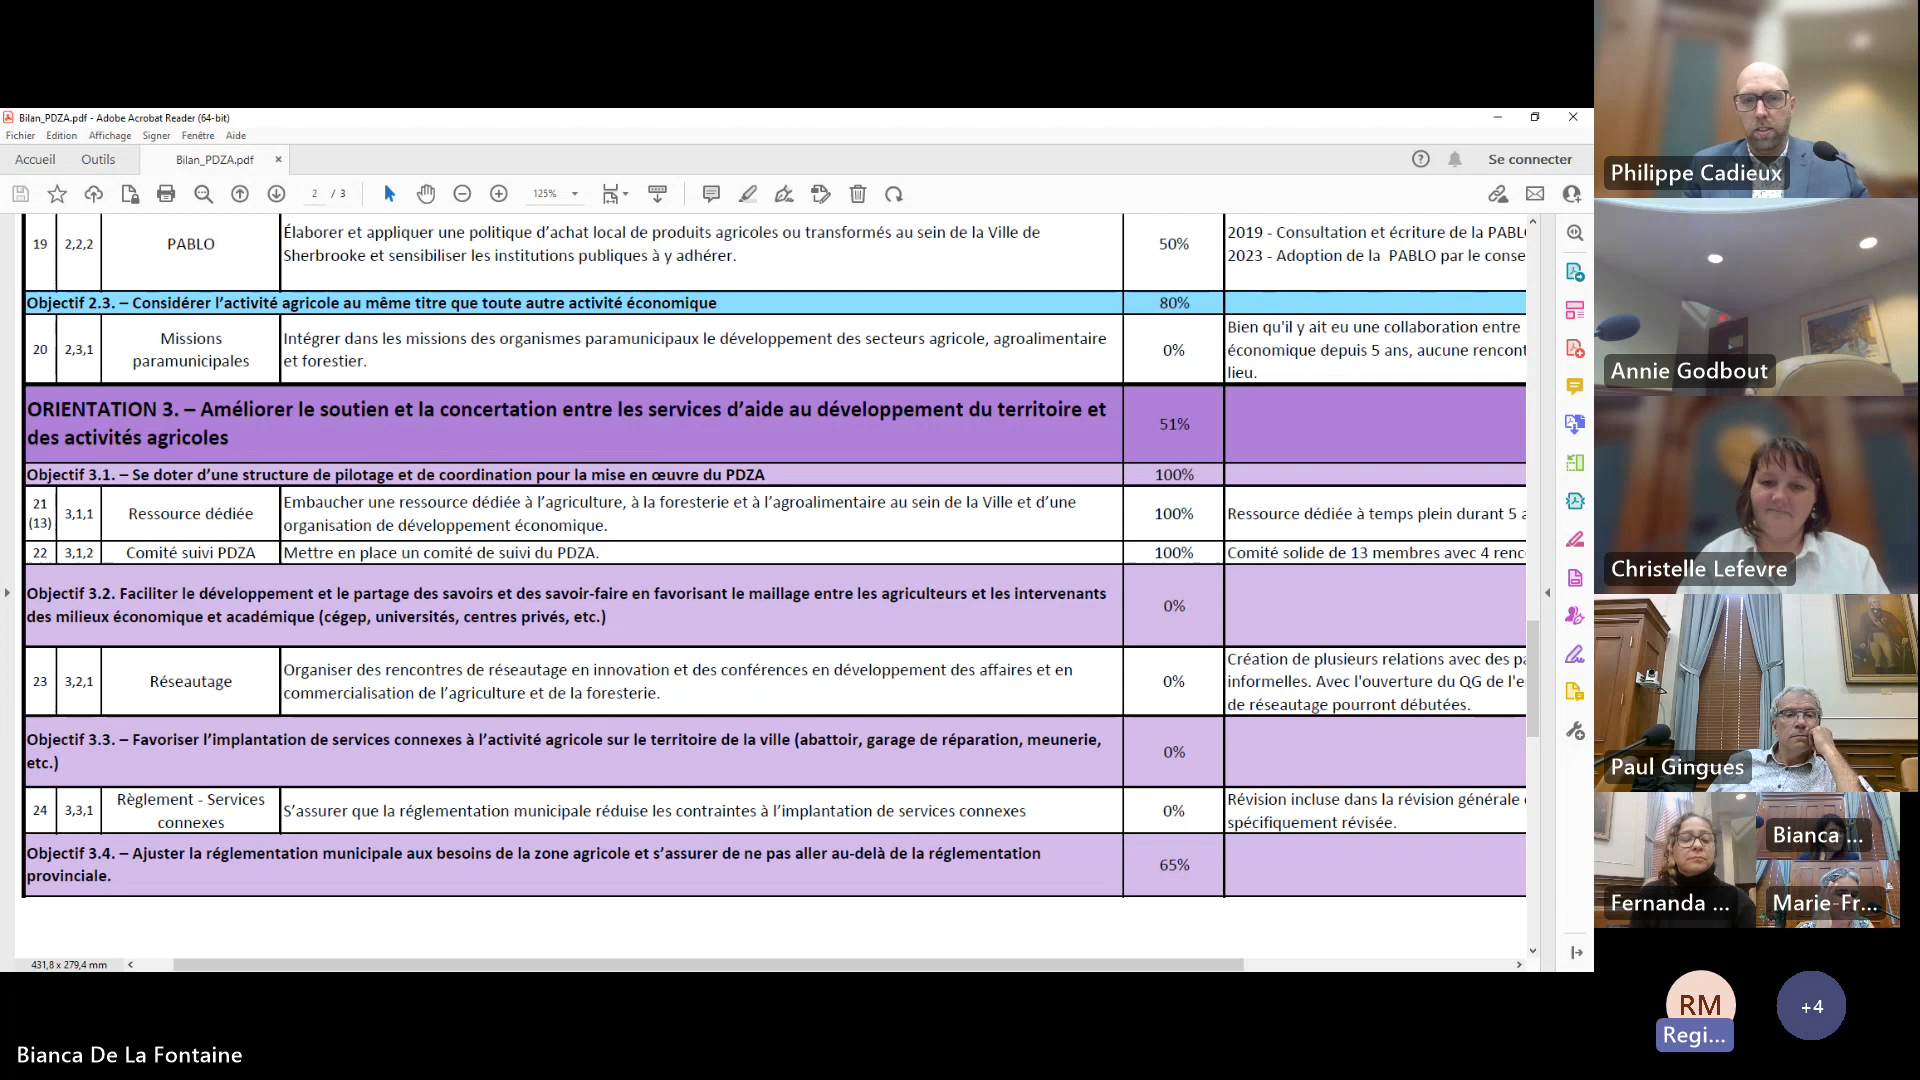 Bilan_PDZA.pdf - Adobe Acrobat Reader (64-bit)
Fichier Edition Affichage Signer Fenêtre Aide
Accueil Outils Bilan_PDZA.pdf × Se connecter
2 / 3 125%
19 2,2,2 PABLO
Élaborer et appliquer une politique d’achat local de produits agricoles ou transformés au sein de la Ville de
Sherbrooke et sensibiliser les institutions publiques à y adhérer.
50%
2019 - Consultation et écriture de la PABL
2023 - Adoption de la PABLO par le conse
Objectif 2.3. – Considérer l’activité agricole au même titre que toute autre activité économique 80%
20 2,3,1 Missions
paramunicipales
Intégrer dans les missions des organismes paramunicipaux le développement des secteurs agricole, agroalimentaire
et forestier.
0%
Bien qu'il y ait eu une collaboration entre
économique depuis 5 ans, aucune rencont
lieu.
ORIENTATION 3. – Améliorer le soutien et la concertation entre les services d’aide au développement du territoire et
des activités agricoles
51%
Objectif 3.1. – Se doter d’une structure de pilotage et de coordination pour la mise en œuvre du PDZA 100%
21
(13)
3,1,1 Ressource dédiée
Embaucher une ressource dédiée à l’agriculture, à la foresterie et à l’agroalimentaire au sein de la Ville et d’une
organisation de développement économique.
100%
Ressource dédiée à temps plein durant 5 a
22 3,1,2 Comité suivi PDZA Mettre en place un comité de suivi du PDZA. 100% Comité solide de 13 membres avec 4 renc
Objectif 3.2. Faciliter le développement et le partage des savoirs et des savoir-faire en favorisant le maillage entre les agriculteurs et les intervenants
des milieux économique et académique (cégep, universités, centres privés, etc.)
0%
23 3,2,1 Réseautage
Organiser des rencontres de réseautage en innovation et des conférences en développement des affaires et en
commercialisation de l’agriculture et de la foresterie.
0%
Création de plusieurs relations avec des pa
informelles. Avec l'ouverture du QG de l'e
de réseautage pourront débutées.
Objectif 3.3. – Favoriser l’implantation de services connexes à l’activité agricole sur le territoire de la ville (abattoir, garage de réparation, meunerie,
etc.)
0%
24 3,3,1 Règlement - Services
connexes
S’assurer que la réglementation municipale réduise les contraintes à l’implantation de services connexes
0%
Révision incluse dans la révision générale
spécifiquement révisée.
Objectif 3.4. – Ajuster la réglementation municipale aux besoins de la zone agricole et s’assurer de ne pas aller au-delà de la réglementation
provinciale.
65%
431,8 x 279,4 mm
Philippe Cadieux
Annie Godbout
Christelle Lefevre
Paul Gingues
Bianca ...
Fernanda ...
Marie-Fr...
RM
Regi...
+4
Bianca De La Fontaine